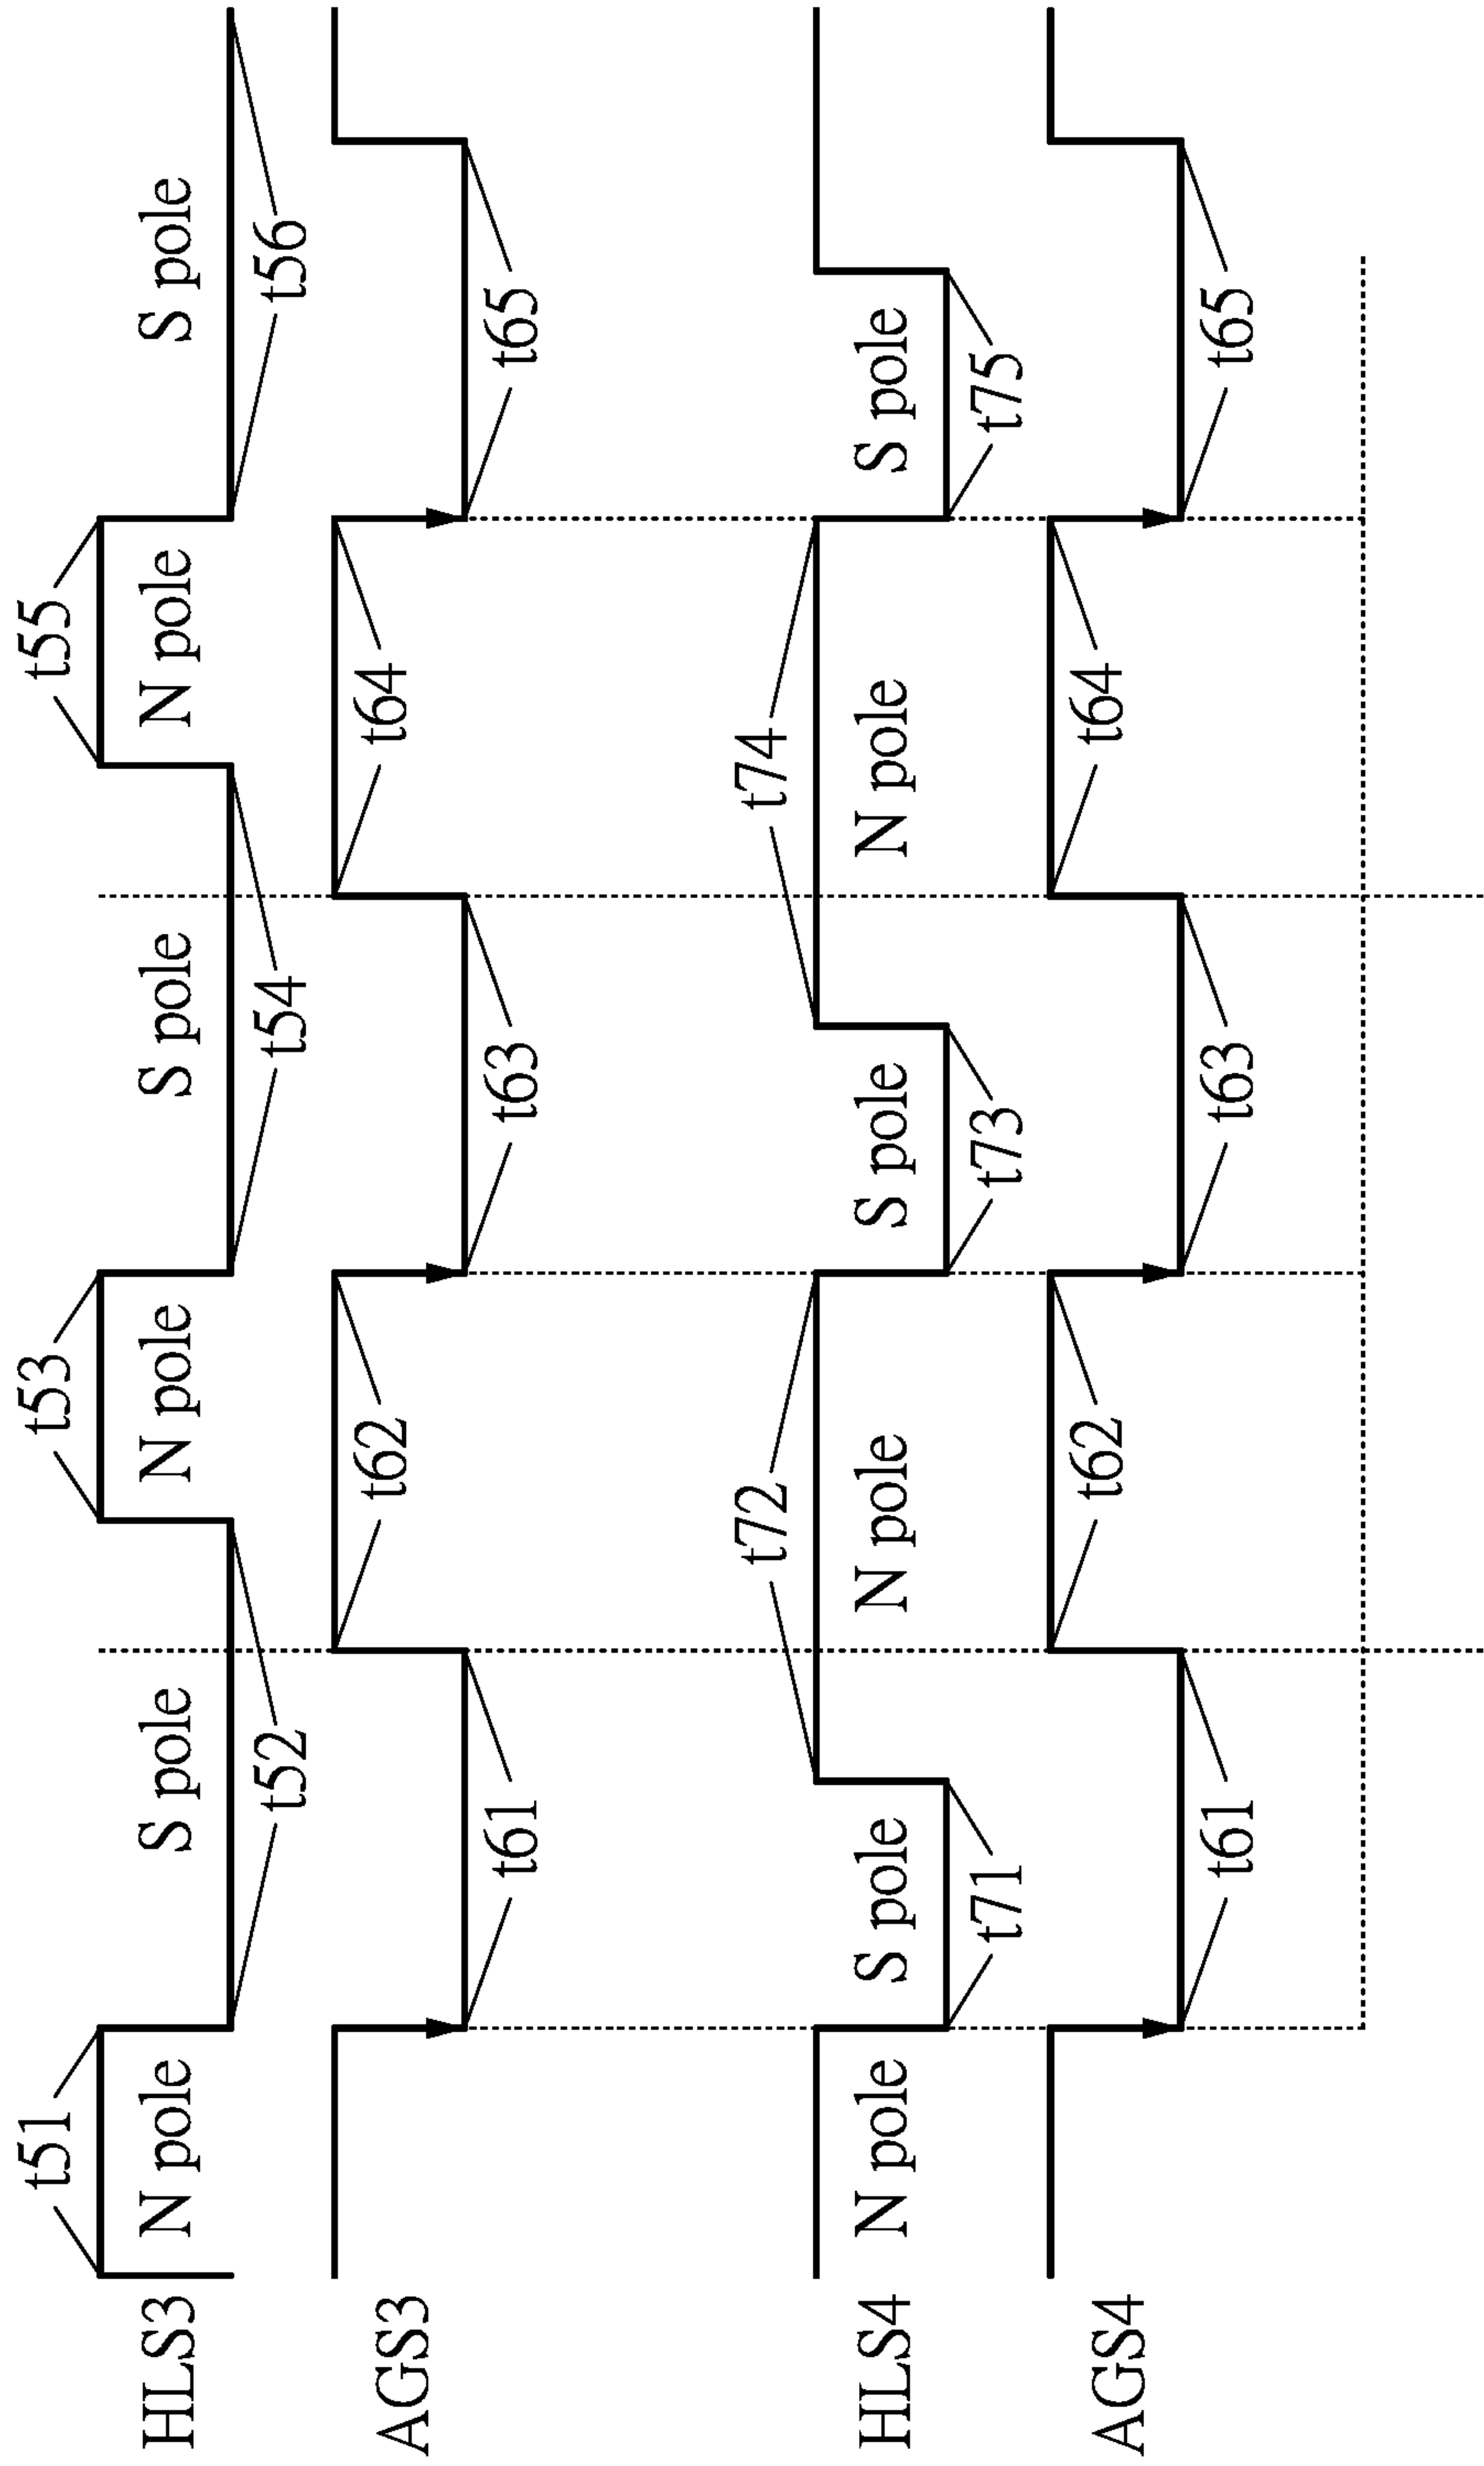 t51 t53 t55
HLS3 N pole S pole N pole S pole N pole S pole
t52 t54 t56
AGS3 t62 t64
t61 t63 t65
t72 t74
HLS4 N pole S pole N pole S pole N pole S pole
t71 t73 t75
AGS4 t62 t64
t61 t63 t65